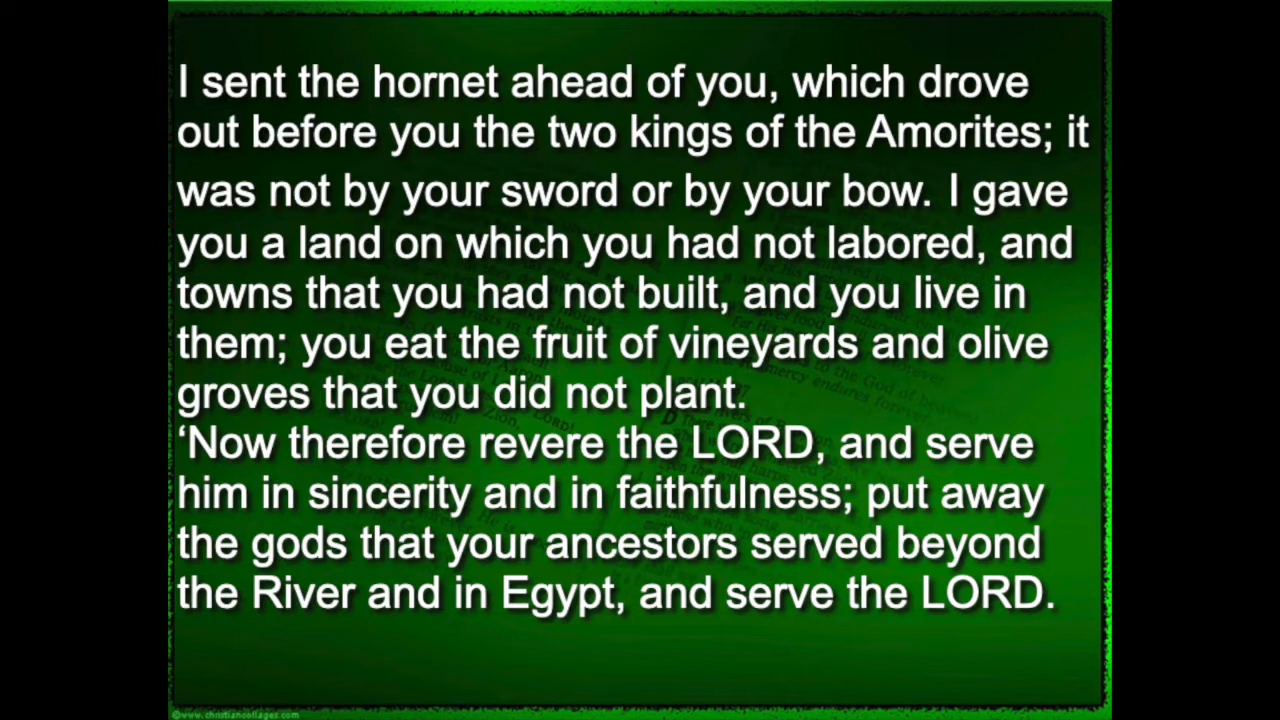 I sent the hornet ahead of you, which drove
out before you the two kings of the Amorites; it
was not by your sword or by your bow. I gave
you a land on which you had not labored, and
towns that you had not built, and you live in
them; you eat the fruit of vineyards and olive
groves that you did not plant.
‘Now therefore revere the LORD, and serve
him in sincerity and in faithfulness; put away
the gods that your ancestors served beyond
the River and in Egypt, and serve the LORD.
©www.christiancollages.com